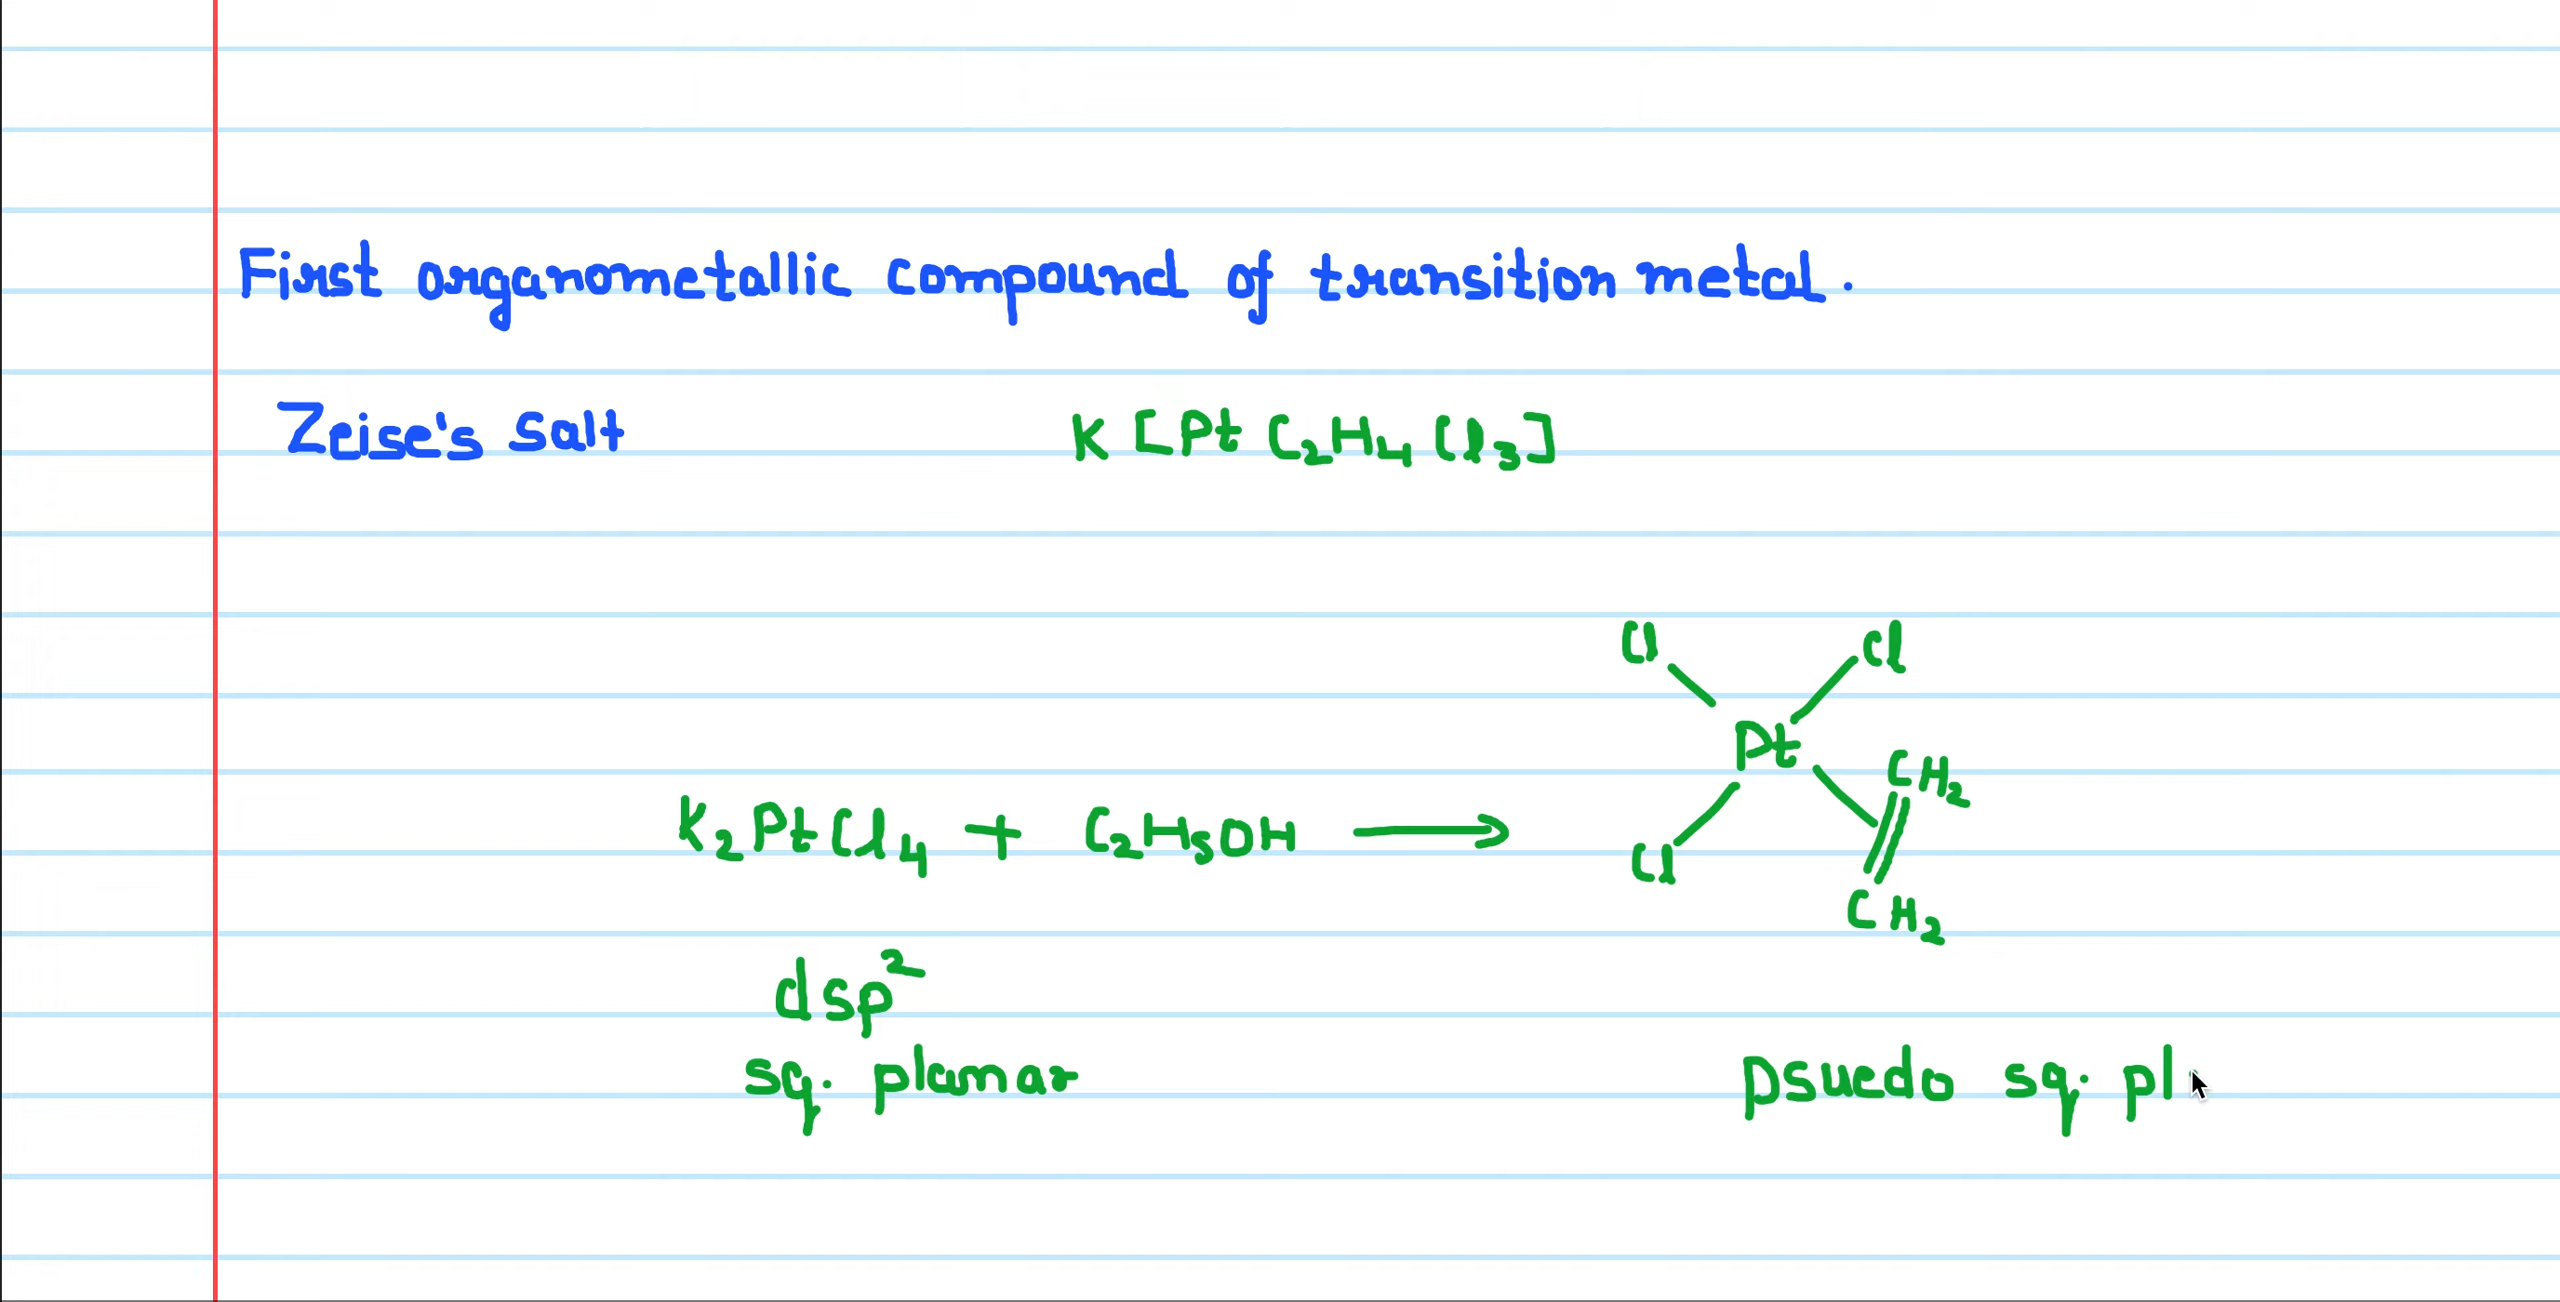 First organometallic compound of transition metal.
Zeise's salt K [Pt C₂H₄ Cl₃]
Cl Cl
Pt
CH₂
K₂PtCl₄ + C₂H₅OH ⟶
Cl
CH₂
dsp²
sq. planar psuedo sq. pl